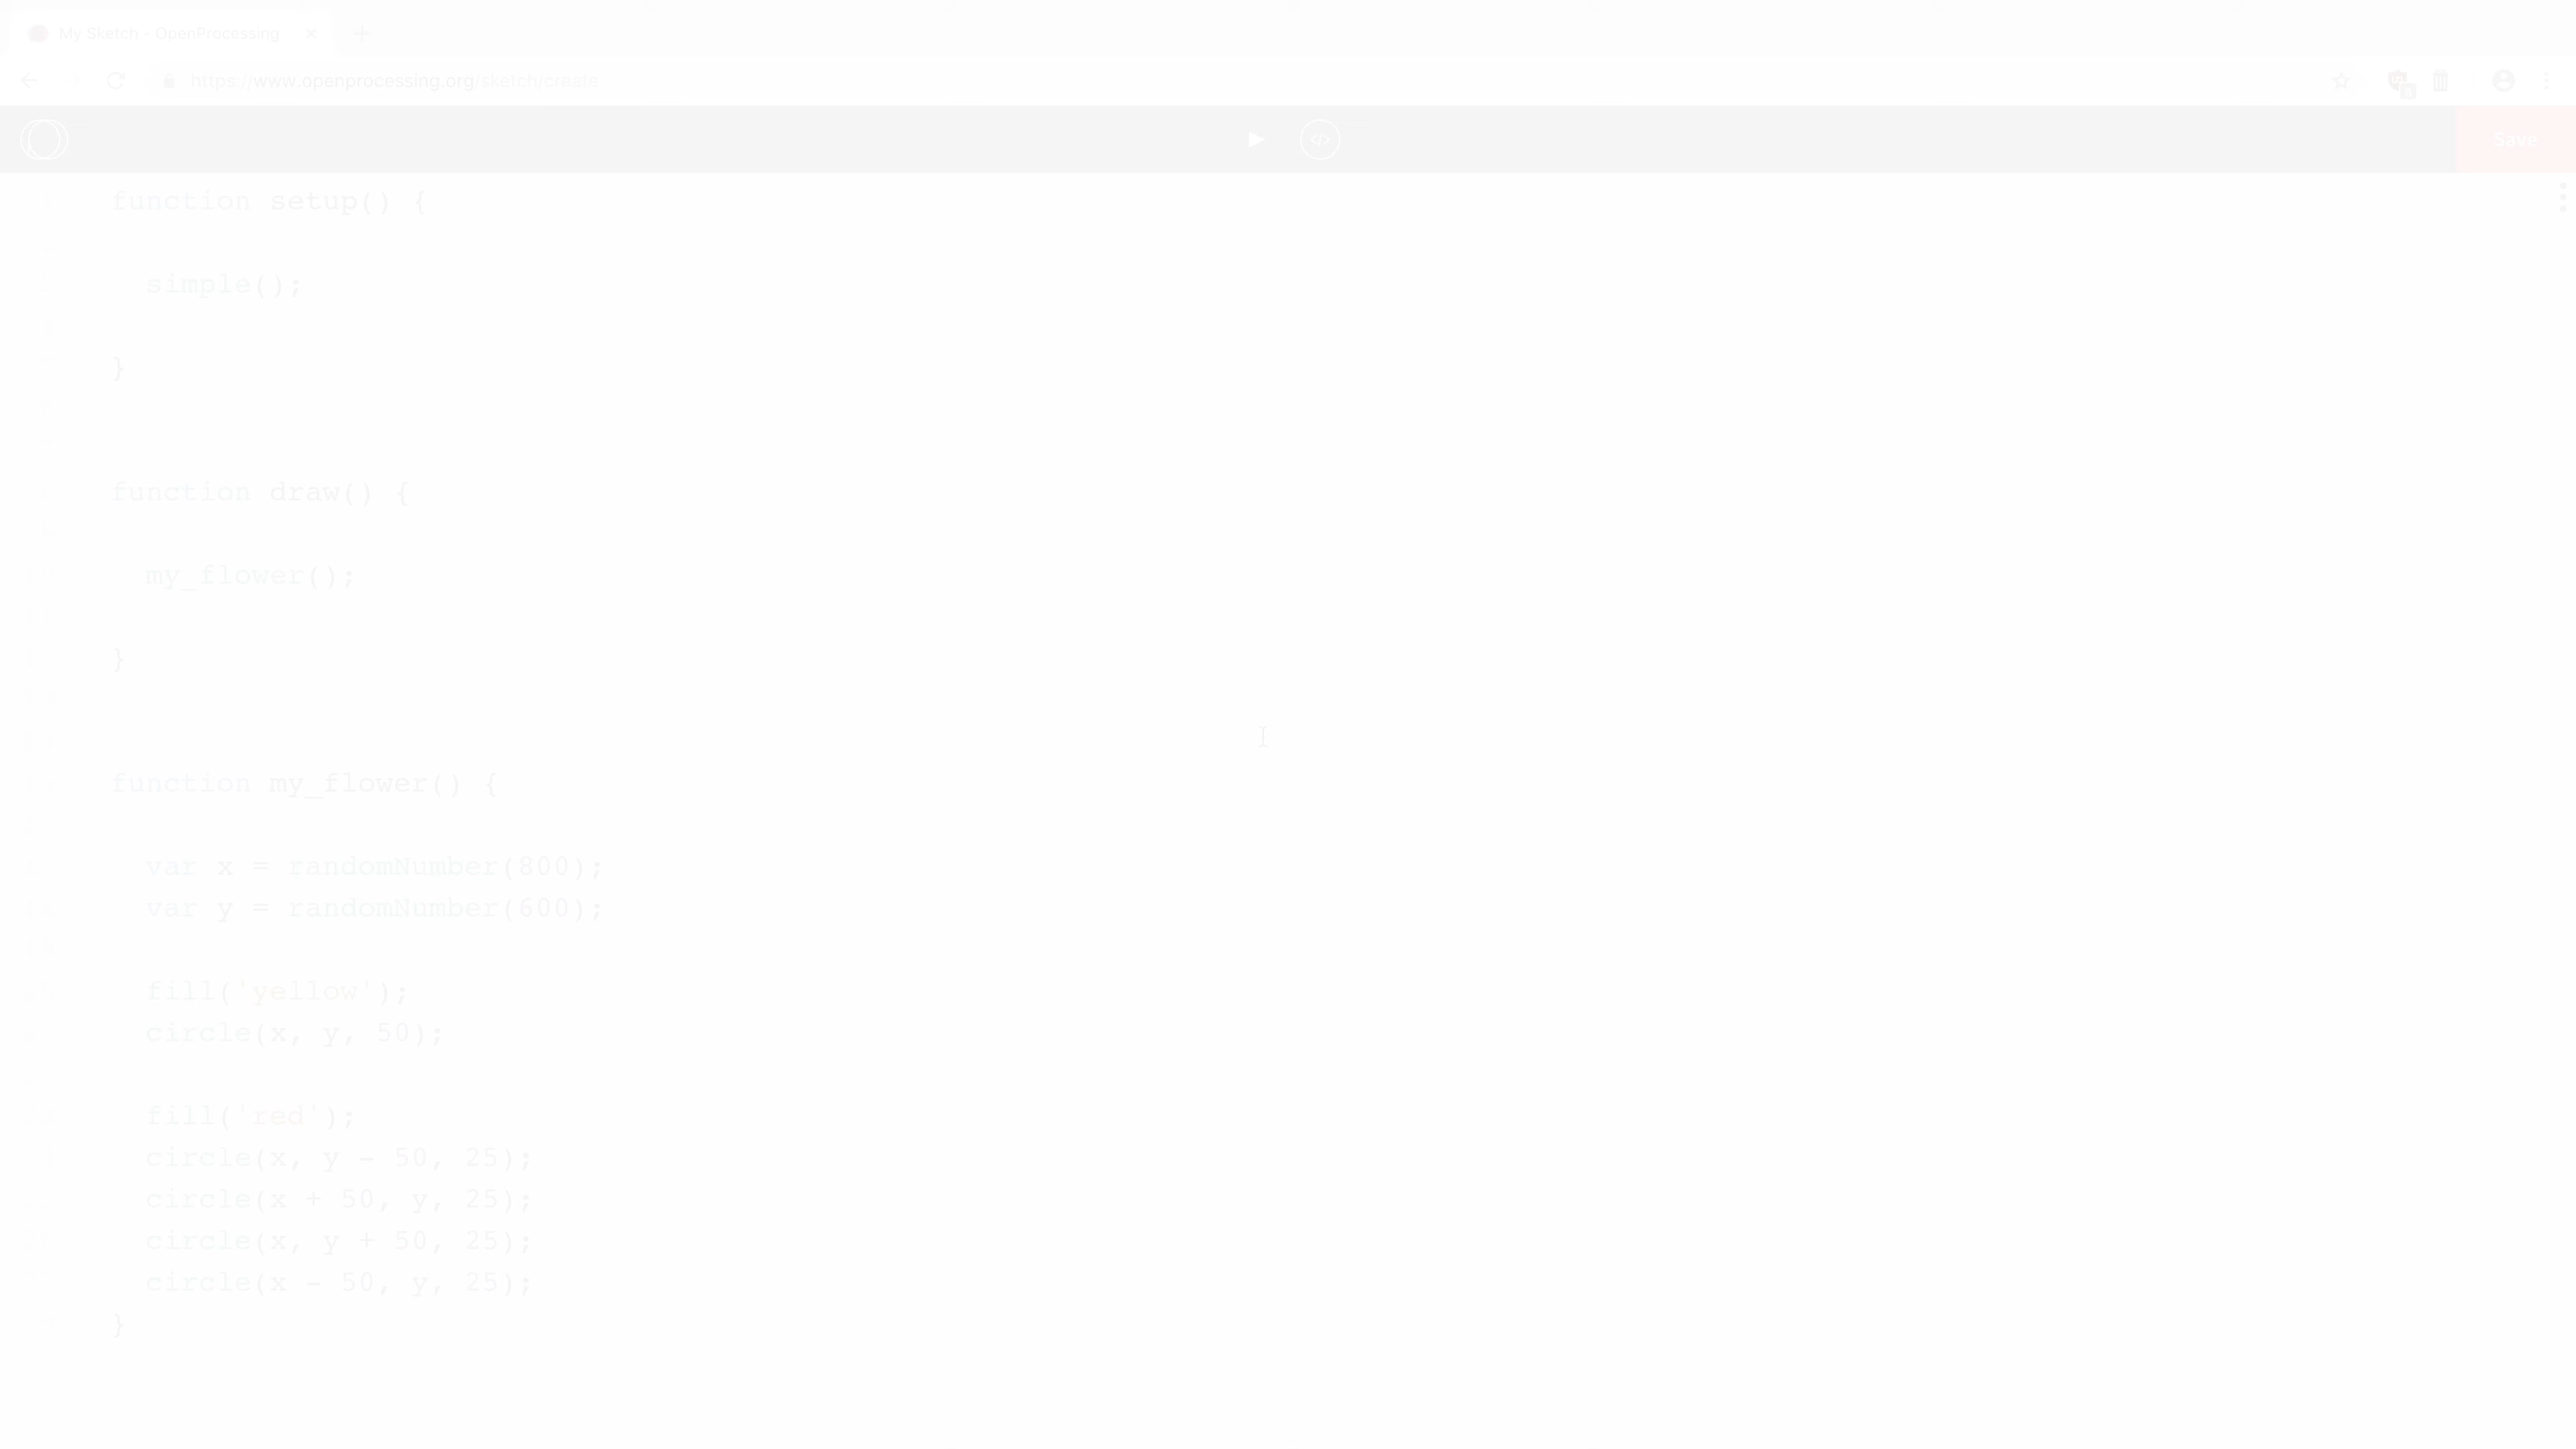 My Sketch - OpenProcessing
https://www.openprocessing.org/sketch/create
Save
function setup() {
simple();
}
function draw() {
my_flower();
}
function my_flower() {
var x = randomNumber(800);
var y = randomNumber(600);
fill('yellow');
circle(x, y, 50);
fill('red');
circle(x, y - 50, 25);
circle(x + 50, y, 25);
circle(x, y + 50, 25);
circle(x - 50, y, 25);
}